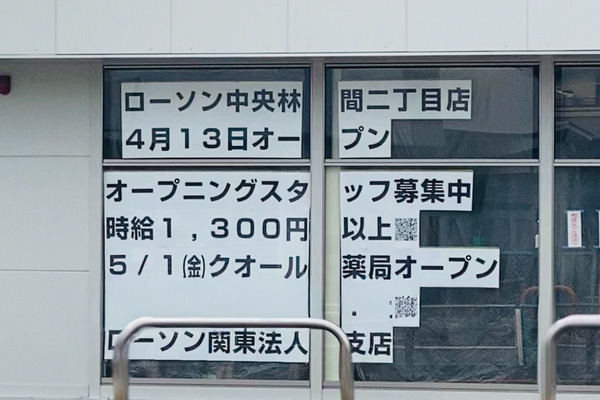 ローソン中央林間二丁目店
4月13日オープン
オープニングスタッフ募集中
時給1,300円以上
5/1㈮クオール薬局オープン
ローソン関東法人支店